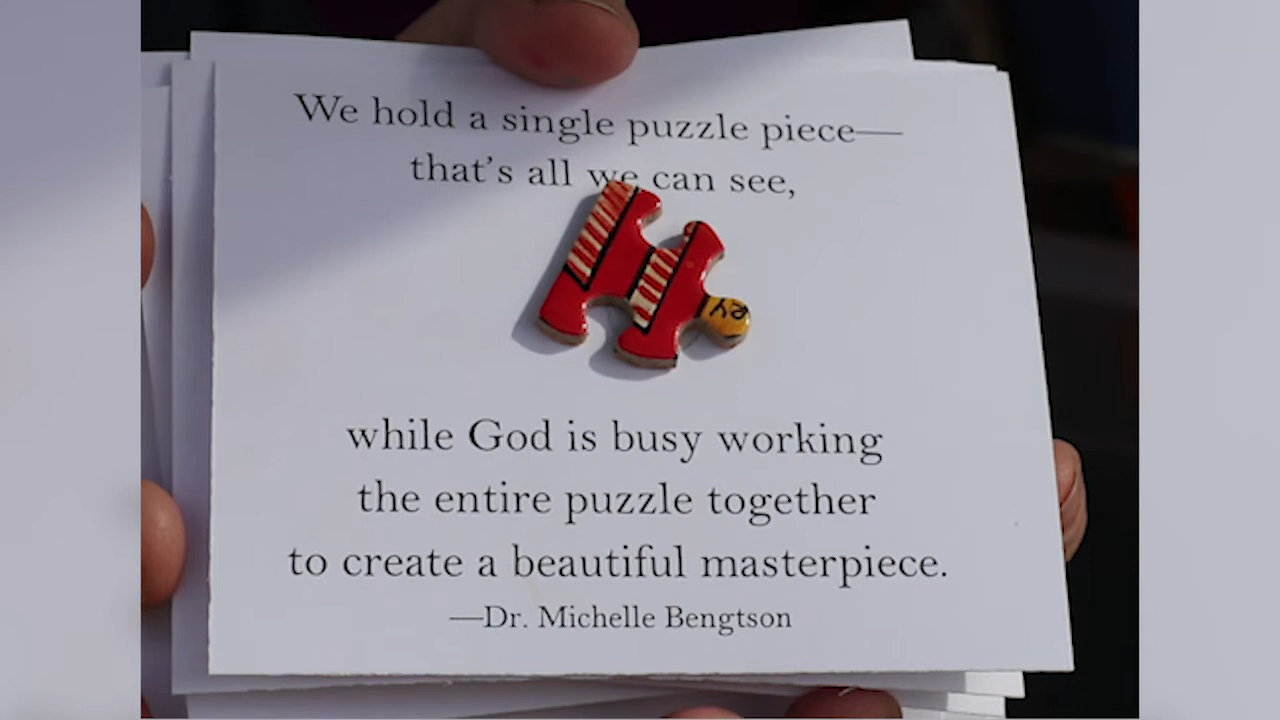 We hold a single puzzle piece—
that's all we can see,
ey
while God is busy working
the entire puzzle together
to create a beautiful masterpiece.
—Dr. Michelle Bengtson